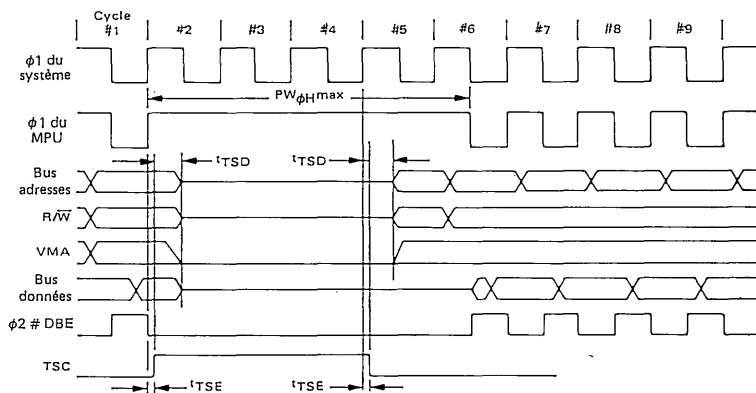 Cycle
#1 #2 #3 #4 #5 #6 #7 #8 #9
ϕ1 du
système
PWϕHmax
ϕ1 du
MPU
tTSD tTSD
Bus
adresses
R/W̅
VMA
Bus
données
ϕ2 # DBE
TSC
tTSE tTSE